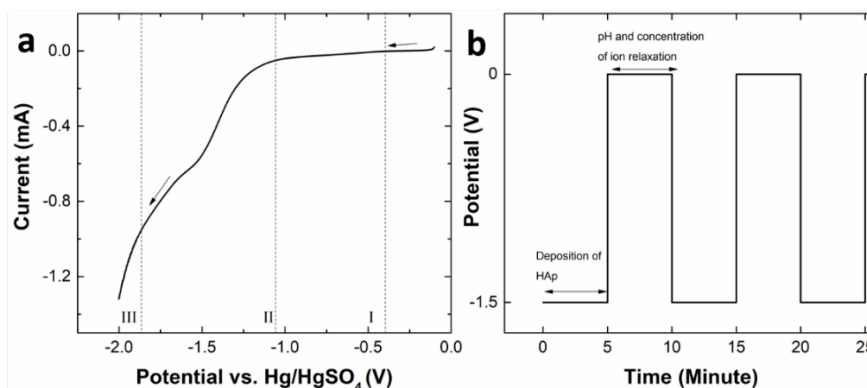 a
0.0
-0.4
-0.8
-1.2
Current (mA)
III
II
I
-2.0
-1.5
-1.0
-0.5
0.0
Potential vs. Hg/HgSO4 (V)
b
pH and concentration
of ion relaxation
0
Deposition of
HAp
-1.5
Potential (V)
0
5
10
15
20
25
Time (Minute)